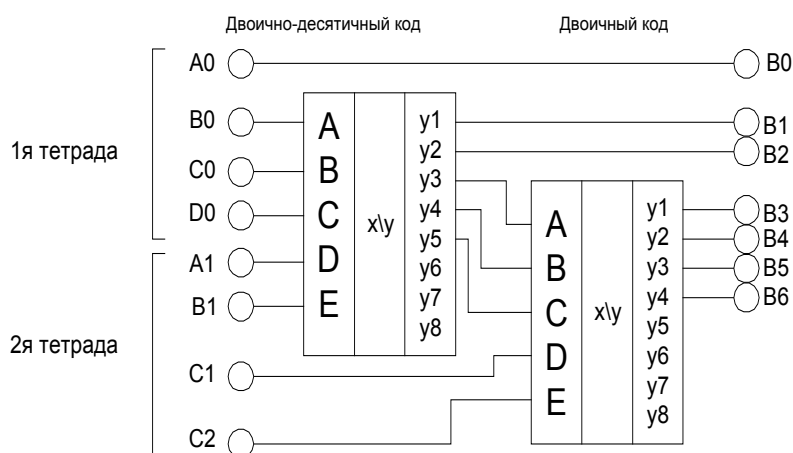 Двоично-десятичный код
Двоичный код
A0
B0
B0
B1
B2
C0
D0
A1
B1
C1
C2
1я тетрада
2я тетрада
A
B
C
D
E
x\y
y1
y2
y3
y4
y5
y6
y7
y8
A
B
C
D
E
x\y
y1
y2
y3
y4
y5
y6
y7
y8
B3
B4
B5
B6